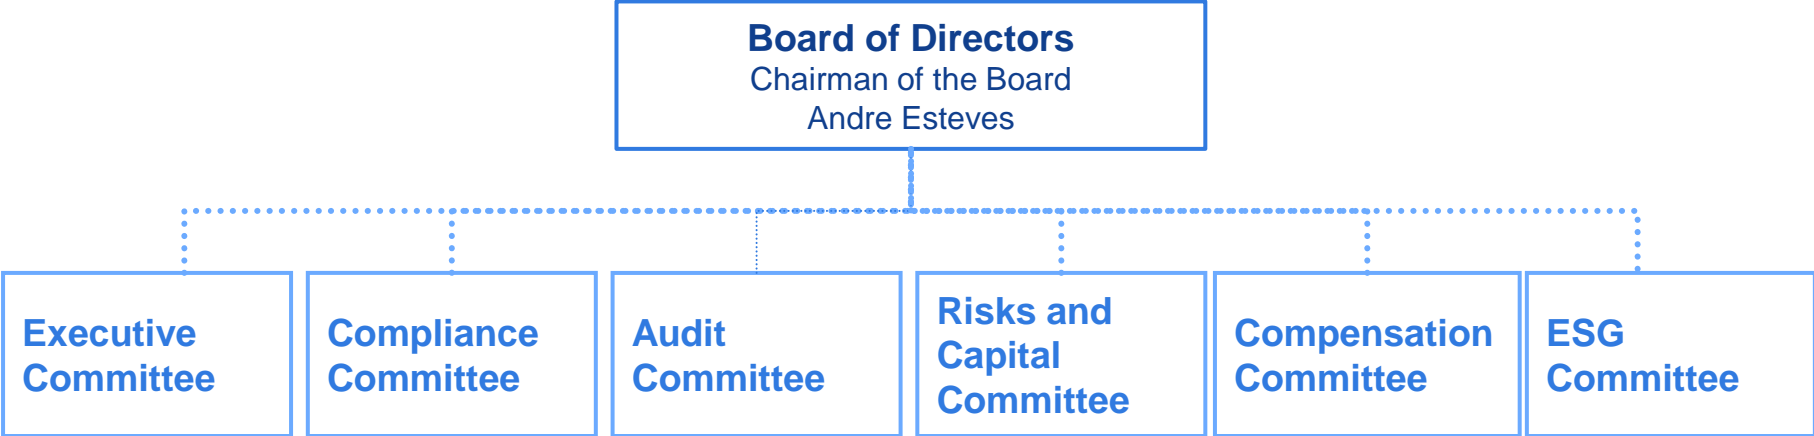 Board of Directors
Chairman of the Board
Andre Esteves
Executive
Committee
Compliance
Committee
Audit
Committee
Risks and
Capital
Committee
Compensation
Committee
ESG
Committee